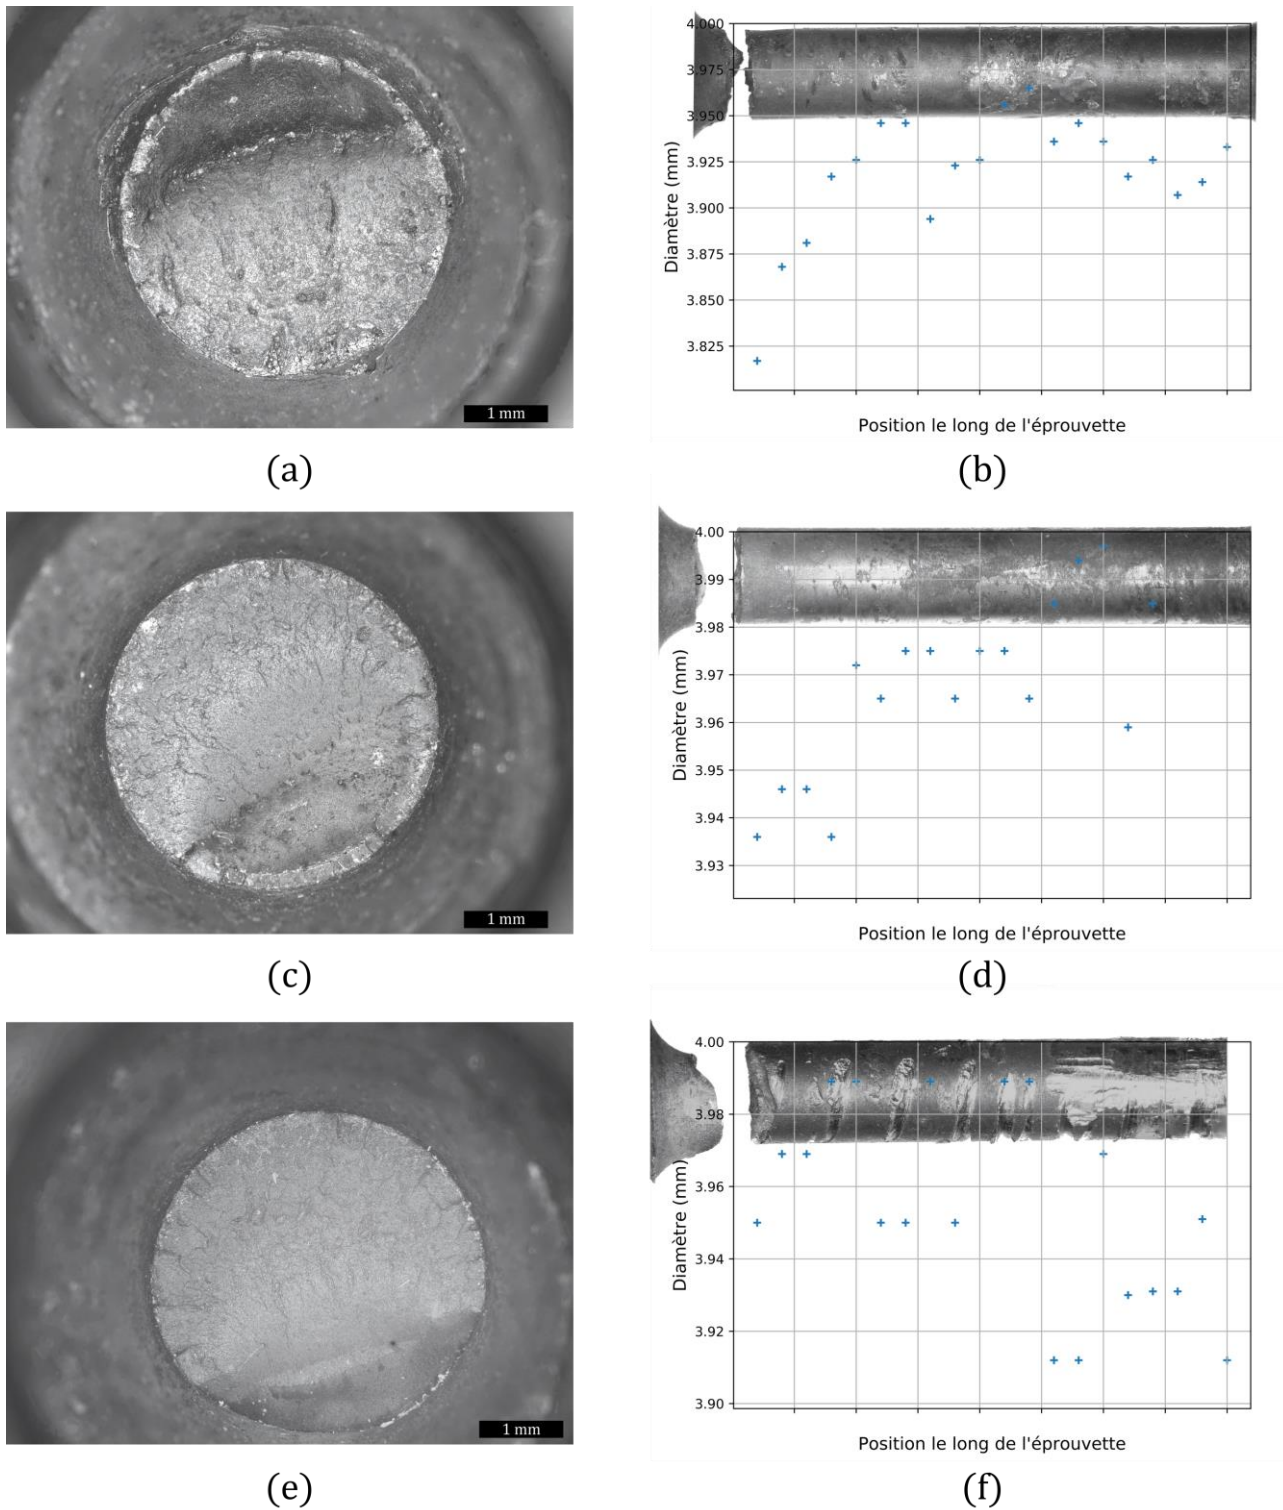 1 mm
4.000
3.975
3.950
3.925
3.900
3.875
3.850
3.825
Diamètre (mm)
Position le long de l'éprouvette
(a)
(b)
1 mm
4.00
3.99
3.98
3.97
3.96
3.95
3.94
3.93
Diamètre (mm)
Position le long de l'éprouvette
(c)
(d)
1 mm
4.00
3.98
3.96
3.94
3.92
3.90
Diamètre (mm)
Position le long de l'éprouvette
(e)
(f)